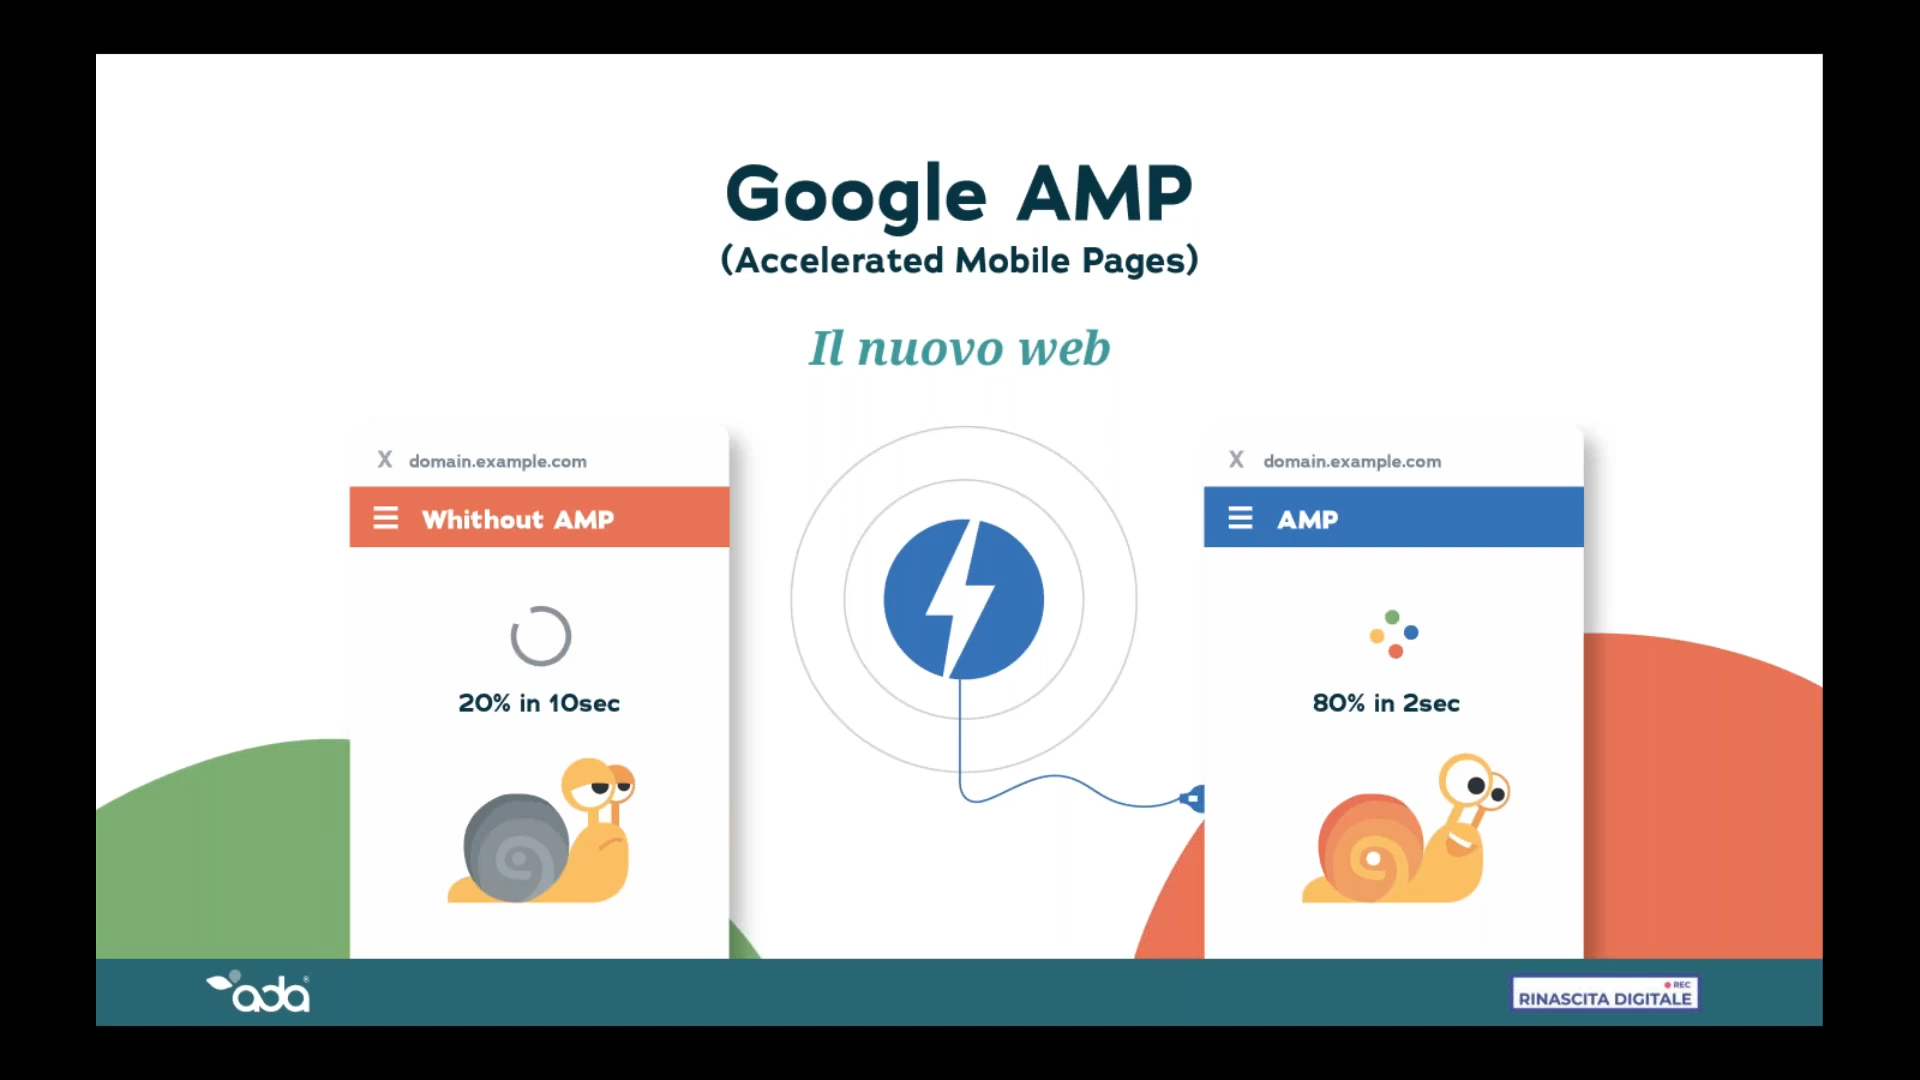 Google AMP
(Accelerated Mobile Pages)
Il nuovo web
X domain.example.com
Whithout AMP
20% in 10sec
X domain.example.com
AMP
80% in 2sec
ada
REC
RINASCITA DIGITALE